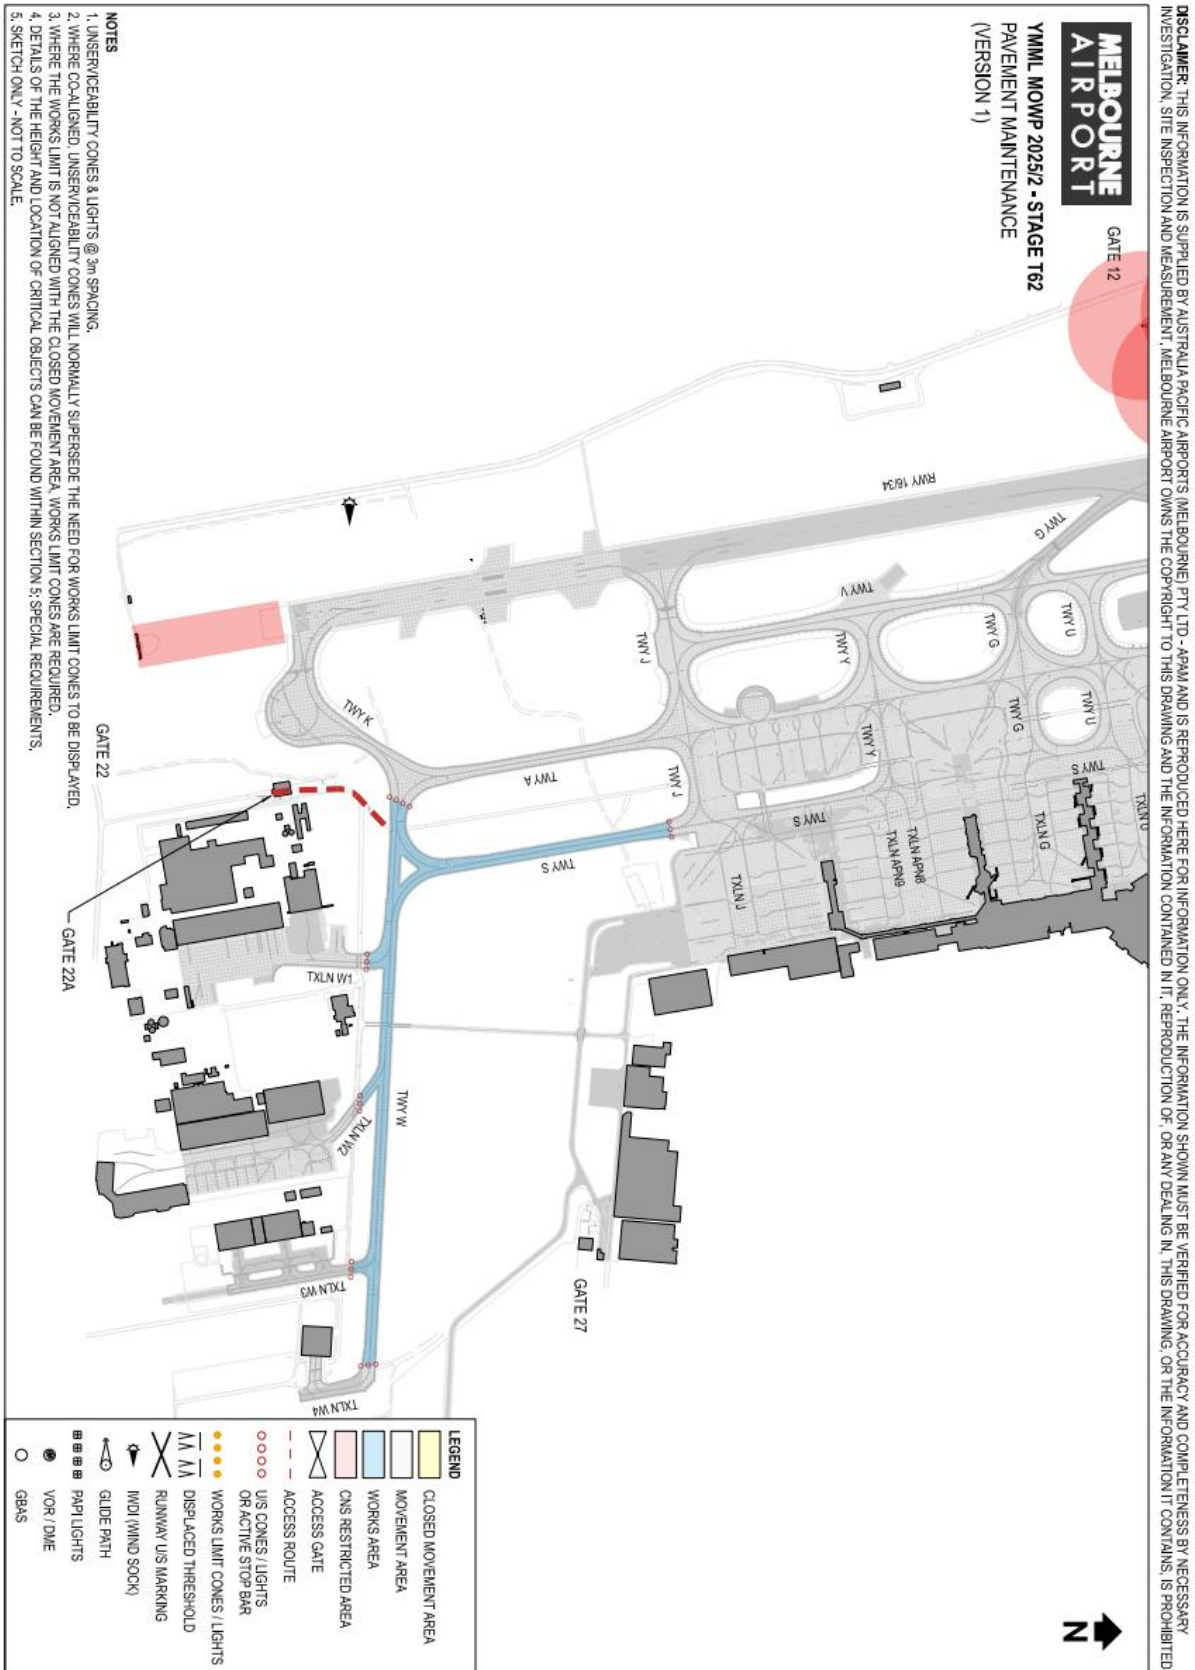 DISCLAIMER: THIS INFORMATION IS SUPPLIED BY AUSTRALIA PACIFIC AIRPORTS (MELBOURNE) PTY LTD - APAM AND IS REPRODUCED HERE FOR INFORMATION ONLY. THE INFORMATION SHOWN MUST BE VERIFIED FOR ACCURACY AND COMPLETENESS BY NECESSARY
INVESTIGATION, SITE INSPECTION AND MEASUREMENT. MELBOURNE AIRPORT OWNS THE COPYRIGHT TO THIS DRAWING AND THE INFORMATION CONTAINED IN IT. REPRODUCTION OF, OR ANY DEALING IN, THIS DRAWING, OR THE INFORMATION IT CONTAINS, IS PROHIBITED
MELBOURNE
AIRPORT
YMML MOWP 2025/2 - STAGE T62
PAVEMENT MAINTENANCE
(VERSION 1)
GATE 12
RWY 16/34
TWY G
TWY V
TWY U
TWY G
TWY Y
TWY J
TWY U
TWY G
TWY Y
TWY K
TWY A
TWY J
TWY S
TXLN U
TXLN G
TWY S
TXLN APN8
TXLN APN9
TXLN J
TWY S
GATE 22
GATE 22A
TXLN W1
TWY W
TXLN W2
TXLN W3
TXLN W4
GATE 27
N
NOTES
1. UNSERVICEABILITY CONES & LIGHTS @ 3m SPACING.
2. WHERE CO-ALIGNED, UNSERVICEABILITY CONES WILL NORMALLY SUPERSEDE THE NEED FOR WORKS LIMIT CONES TO BE DISPLAYED.
3. WHERE THE WORKS LIMIT IS NOT ALIGNED WITH THE CLOSED MOVEMENT AREA, WORKS LIMIT CONES ARE REQUIRED.
4. DETAILS OF THE HEIGHT AND LOCATION OF CRITICAL OBJECTS CAN BE FOUND WITHIN SECTION 5: SPECIAL REQUIREMENTS.
5. SKETCH ONLY - NOT TO SCALE.
LEGEND
CLOSED MOVEMENT AREA
MOVEMENT AREA
WORKS AREA
CNS RESTRICTED AREA
ACCESS GATE
ACCESS ROUTE
U/S CONES / LIGHTS
OR ACTIVE STOP BAR
WORKS LIMIT CONES / LIGHTS
DISPLACED THRESHOLD
RUNWAY U/S MARKING
IWDI (WIND SOCK)
GLIDE PATH
PAPI LIGHTS
VOR / DME
GBAS